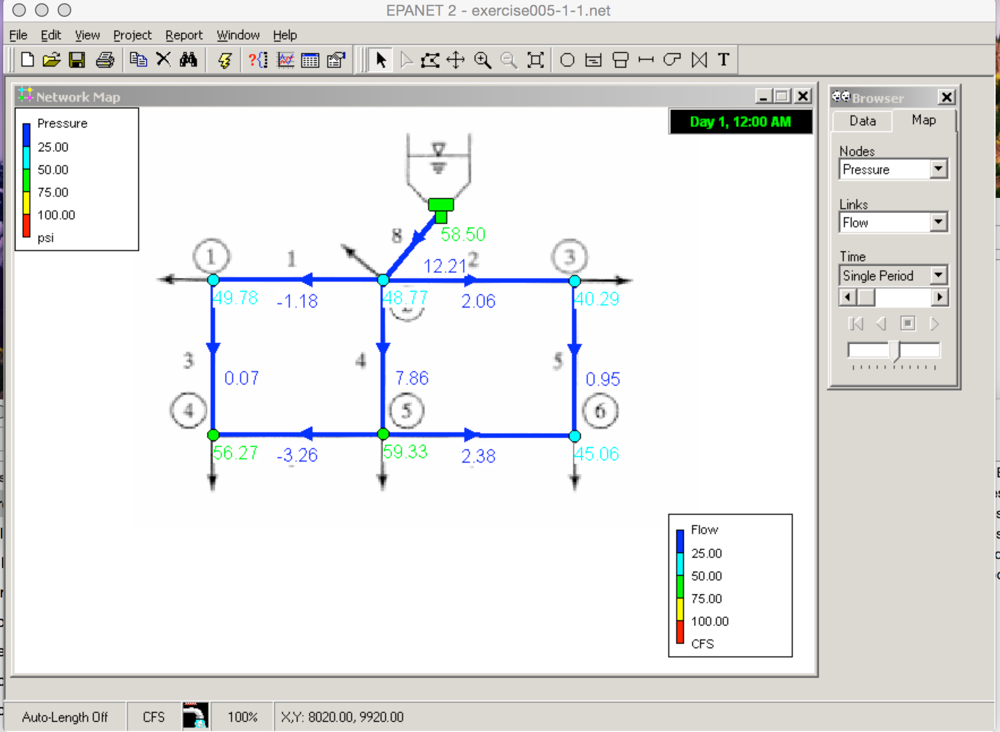 EPANET 2 - exercise005-1-1.net
File Edit View Project Report Window Help
?{ T
Network Map
Browser
Pressure
25.00
50.00
75.00
100.00
psi
Day 1, 12:00 AM
Data Map
Nodes
Pressure
Links
Flow
Time
Single Period
8 58.50
1 1 12.21 2 3
49.78 -1.18 48.77 2.06 40.29
3 4 5
0.07 7.86 0.95
4 5 6
56.27 -3.26 59.33 2.38 45.06
Flow
25.00
50.00
75.00
100.00
CFS
Auto-Length Off CFS 100% X,Y: 8020.00, 9920.00